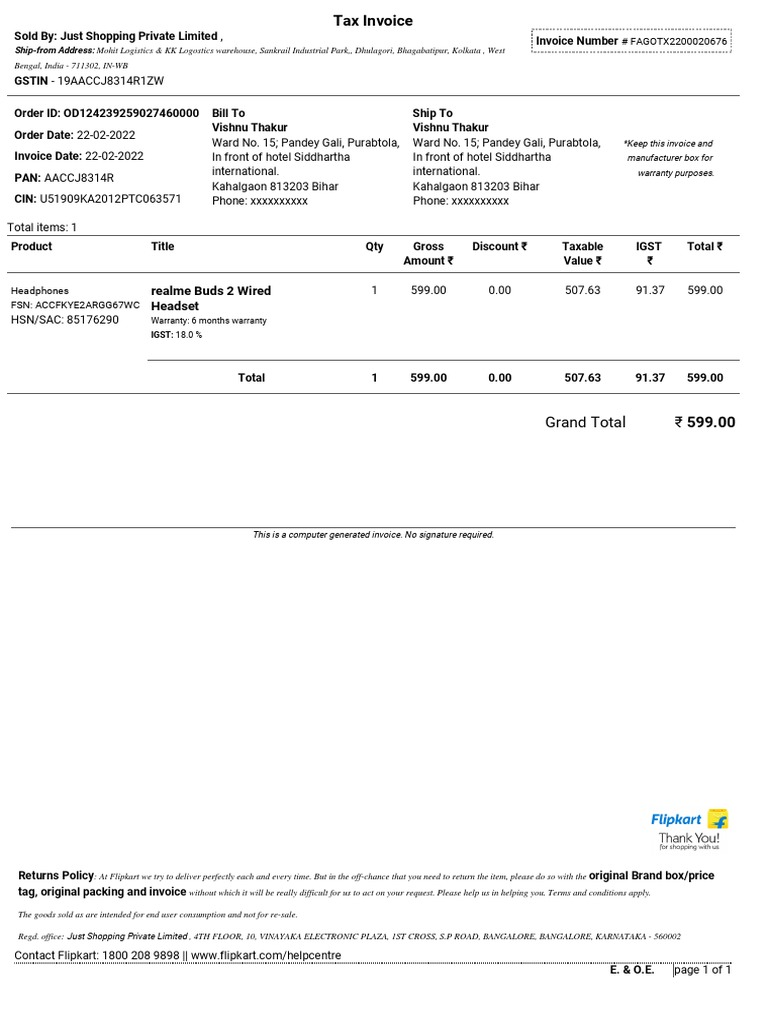 Tax Invoice
Sold By: Just Shopping Private Limited ,
Invoice Number # FAGOTX2200020676
Ship-from Address: Mohit Logistics & KK Logostics warehouse, Sankrail Industrial Park,, Dhulagori, Bhagabatipur, Kolkata , West
Bengal, India - 711302, IN-WB
GSTIN - 19AACCJ8314R1ZW
Order ID: OD124239259027460000
Order Date: 22-02-2022
Invoice Date: 22-02-2022
PAN: AACCJ8314R
CIN: U51909KA2012PTC063571
Bill To
Vishnu Thakur
Ward No. 15; Pandey Gali, Purabtola,
In front of hotel Siddhartha
international.
Kahalgaon 813203 Bihar
Phone: xxxxxxxxxx
Ship To
Vishnu Thakur
Ward No. 15; Pandey Gali, Purabtola,
In front of hotel Siddhartha
international.
Kahalgaon 813203 Bihar
Phone: xxxxxxxxxx
*Keep this invoice and
manufacturer box for
warranty purposes.
Total items: 1
Product Title Qty Gross Amount ₹ Discount ₹ Taxable Value ₹ IGST ₹ Total ₹
Headphones
FSN: ACCFKYE2ARGG67WC
HSN/SAC: 85176290
realme Buds 2 Wired
Headset
Warranty: 6 months warranty
IGST: 18.0 %
1 599.00 0.00 507.63 91.37 599.00
Total 1 599.00 0.00 507.63 91.37 599.00
Grand Total ₹ 599.00
This is a computer generated invoice. No signature required.
Flipkart
Thank You!
for shopping with us
Returns Policy: At Flipkart we try to deliver perfectly each and every time. But in the off-chance that you need to return the item, please do so with the original Brand box/price
tag, original packing and invoice without which it will be really difficult for us to act on your request. Please help us in helping you. Terms and conditions apply.
The goods sold as are intended for end user consumption and not for re-sale.
Regd. office: Just Shopping Private Limited , 4TH FLOOR, 10, VINAYAKA ELECTRONIC PLAZA, 1ST CROSS, S.P ROAD, BANGALORE, BANGALORE, KARNATAKA - 560002
Contact Flipkart: 1800 208 9898 || www.flipkart.com/helpcentre
E. & O.E. page 1 of 1